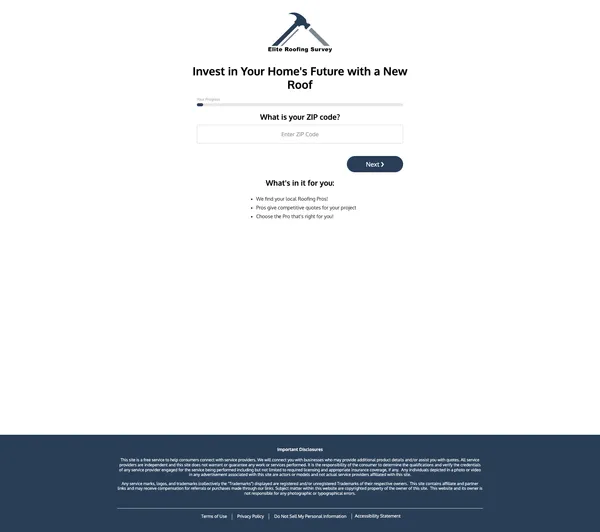 Elite Roofing Survey
Invest in Your Home's Future with a New
Roof
Your Progress
What is your ZIP code?
Enter ZIP Code
Next ❯
What's in it for you:
• We find your local Roofing Pros!
• Pros give competitive quotes for your project
• Choose the Pro that's right for you!
Important Disclosures
This site is a free service to help consumers connect with service providers. We will connect you with businesses who may provide additional product details and/or assist you with quotes. All service
providers are independent and this site does not warrant or guarantee any work or services performed. It is the responsibility of the consumer to determine the qualifications and verify the credentials
of any service provider engaged for the service being performed including but not limited to required licensing and appropriate insurance coverage, if any. Any individuals depicted in a photo or video
in any advertisement associated with this site are actors or models and not actual service providers affiliated with this site.
Any service marks, logos, and trademarks (collectively the "Trademarks") displayed are registered and/or unregistered Trademarks of their respective owners. This site contains affiliate and partner
links and may receive compensation for referrals or purchases made through our links. Subject matter within this website are copyrighted property of the owner of this site. This website and its owner is
not responsible for any photographic or typographical errors.
Terms of Use | Privacy Policy | Do Not Sell My Personal Information | Accessibility Statement